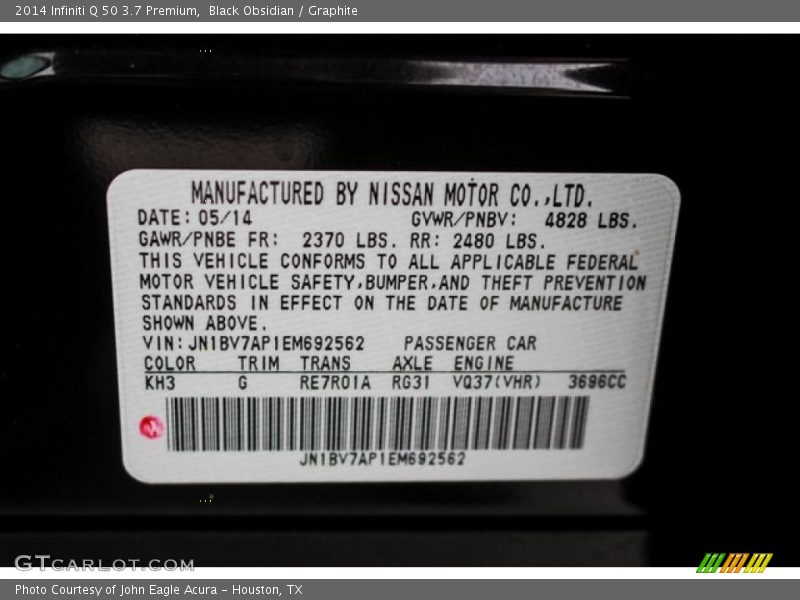 2014 Infiniti Q 50 3.7 Premium,  Black Obsidian / Graphite
MANUFACTURED BY NISSAN MOTOR CO.,LTD.
DATE: 05/14 GVWR/PNBV: 4828 LBS.
GAWR/PNBE FR: 2370 LBS. RR: 2480 LBS.
THIS VEHICLE CONFORMS TO ALL APPLICABLE FEDERAL
MOTOR VEHICLE SAFETY,BUMPER,AND THEFT PREVENTION
STANDARDS IN EFFECT ON THE DATE OF MANUFACTURE
SHOWN ABOVE.
VIN:JN1BV7AP1EM692562 PASSENGER CAR
COLOR TRIM TRANS AXLE ENGINE
KH3 G RE7R01A RG31 VQ37(VHR) 3696CC
JN1BV7AP1EM692562
GTCARLOT.COM
Photo Courtesy of John Eagle Acura - Houston, TX